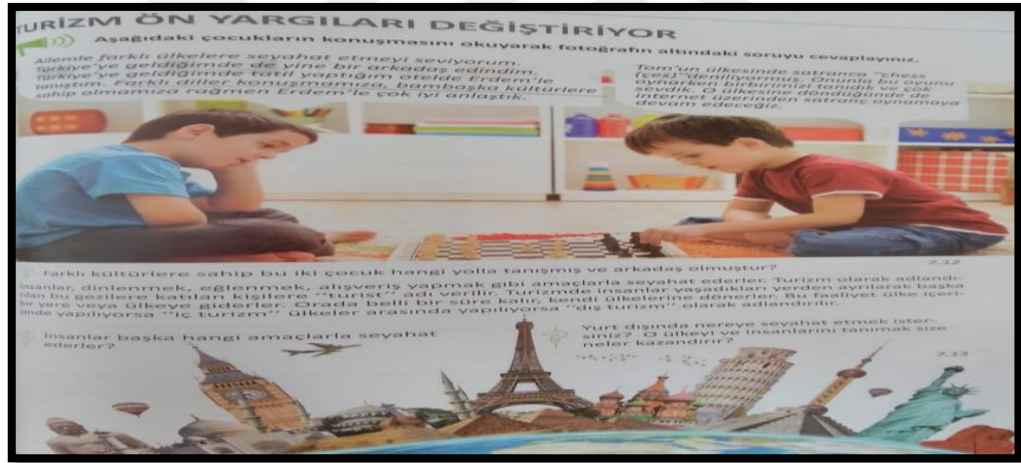 TURİZM ÖN YARGILARI DEĞİŞTİRİYOR
Aşağıdaki çocukların konuşmasını okuyarak fotoğrafın altındaki soruyu cevaplayınız.
Ailemle farklı ülkelere seyahat etmeyi seviyorum.
Türkiye'ye geldiğimde de yine bir arkadaş edindim.
Türkiye'ye geldiğimde tatil yaptığım otelde Erdem'le
tanıştım. Farklı diller konuşmamıza, bambaşka kültürlere
sahip olmamıza rağmen Erdem'le çok iyi anlaştık.
Tom'un ülkesinde satranca "chess
(çes)" deniliyormuş. Onunla bu oyunu
oynarken birbirimizi tanıdık ve çok
sevdik. O ülkesine döndüğünde de
internet üzerinden satranç oynamaya
devam edeceğiz.
7.12
Farklı kültürlere sahip bu iki çocuk hangi yolla tanışmış ve arkadaş olmuştur?
İnsanlar, dinlenmek, eğlenmek, alışveriş yapmak gibi amaçlarla seyahat ederler. Turizm olarak adlandı-
rılan bu gezilere katılan kişilere "turist" adı verilir. Turizmde insanlar yaşadıkları yerden ayrılarak başka
bir yere veya ülkeye giderler. Orada belli bir süre kalır, kendi ülkelerine dönerler. Bu faaliyet ülke içeri-
sinde yapılıyorsa "iç turizm" ülkeler arasında yapılıyorsa "dış turizm" olarak adlandırılır.
İnsanlar başka hangi amaçlarla seyahat
ederler?
Yurt dışında nereye seyahat etmek ister-
siniz? O ülkeyi ve insanlarını tanımak size
neler kazandırır?
7.13